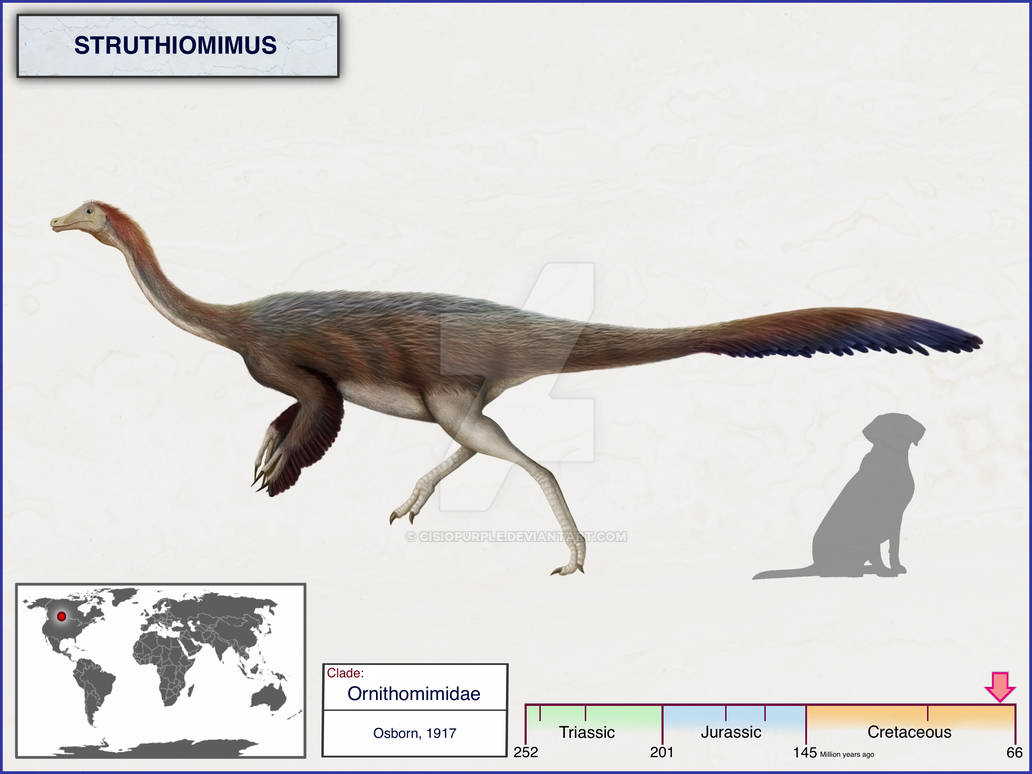 STRUTHIOMIMUS
© CISIOPURPLE.DEVIANTART.COM
Clade:
Ornithomimidae
Osborn, 1917
Triassic
Jurassic
Cretaceous
252
201
145 Million years ago
66